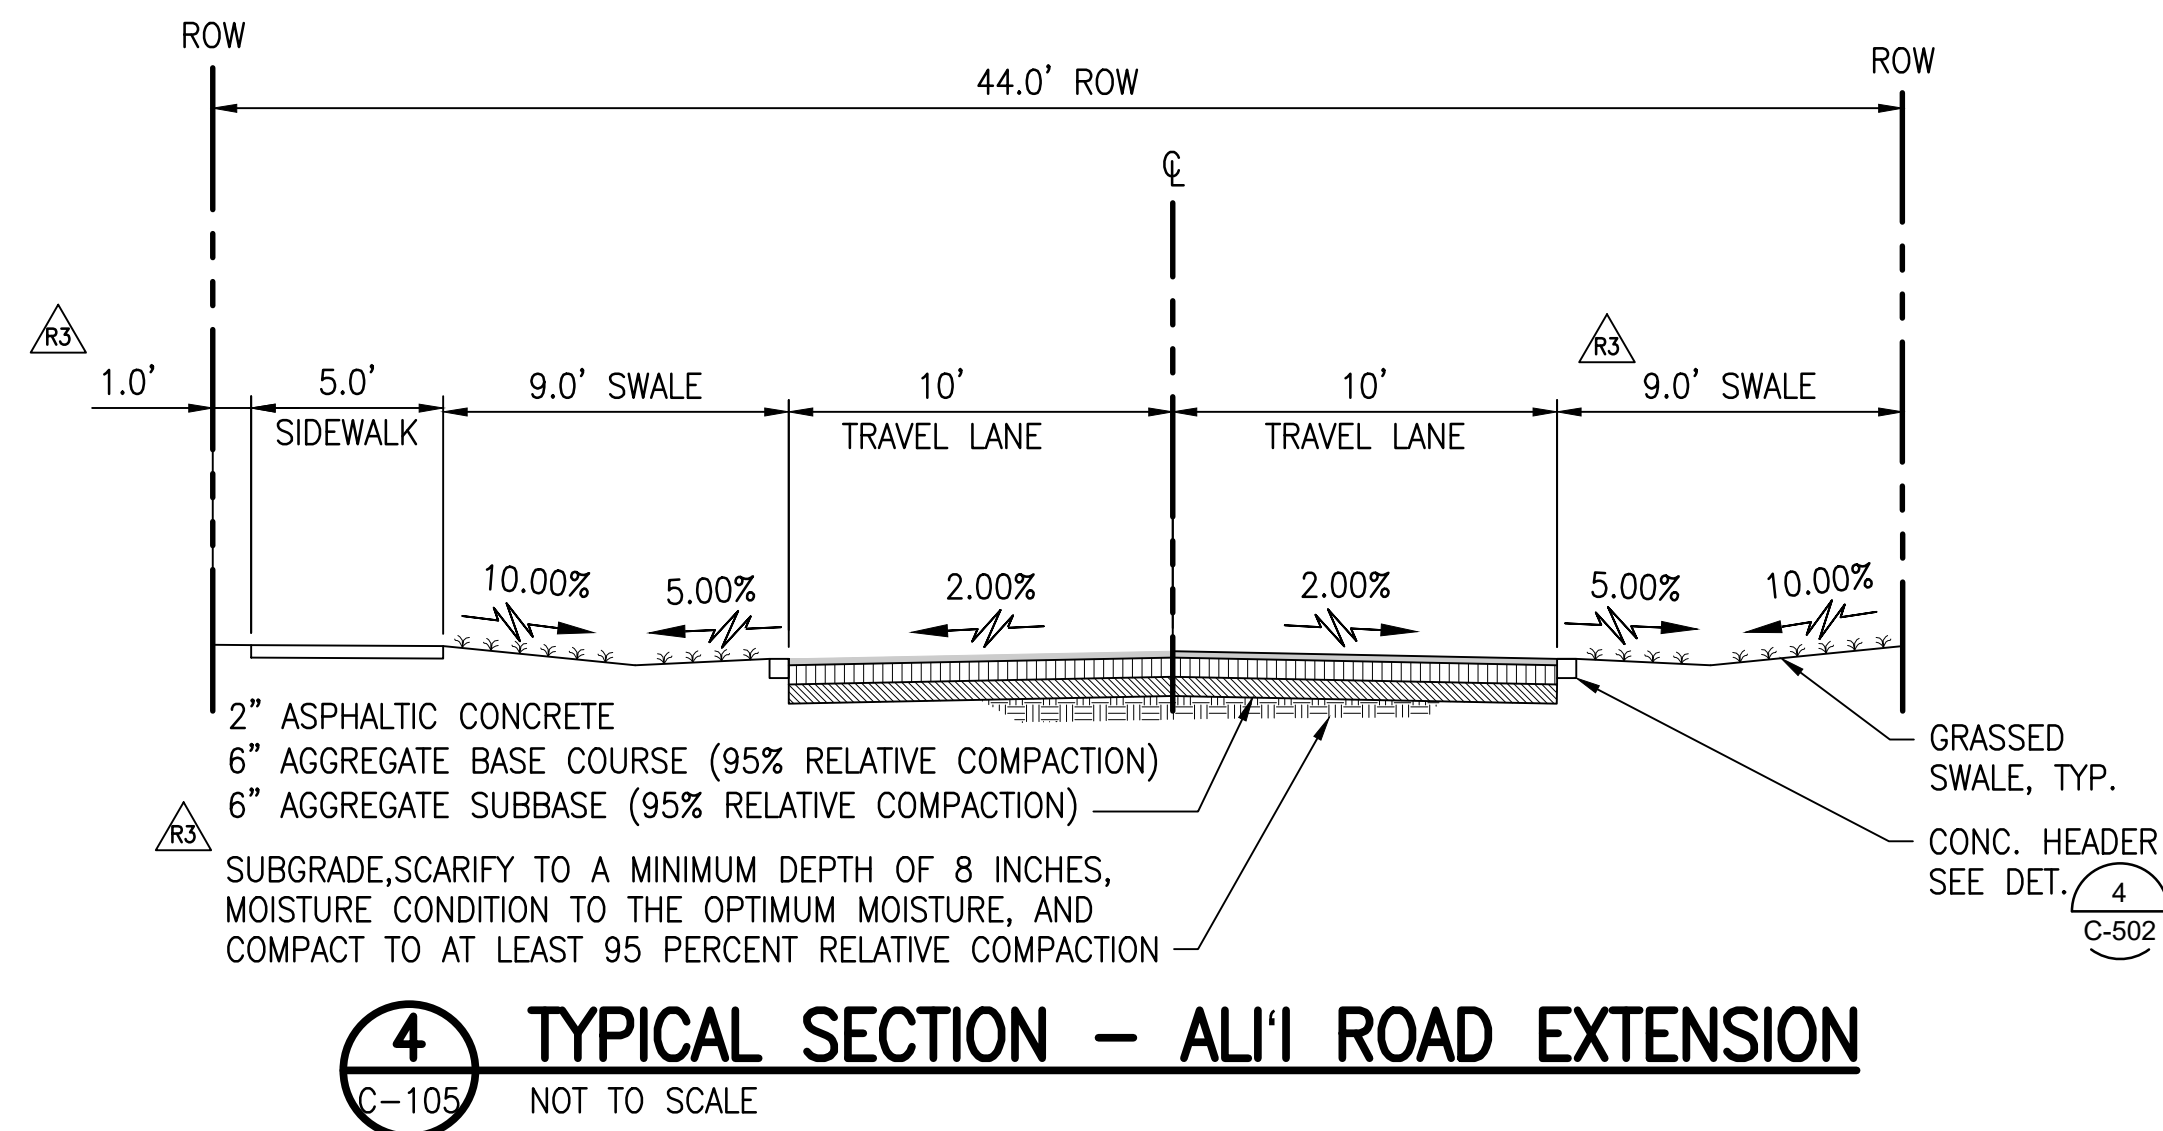 ROW
ROW
44.0' ROW
℄
R3
R3
1.0'
5.0'
SIDEWALK
9.0' SWALE
10'
TRAVEL LANE
10'
TRAVEL LANE
9.0' SWALE
10.00%
5.00%
2.00%
2.00%
5.00%
10.00%
2" ASPHALTIC CONCRETE
6" AGGREGATE BASE COURSE (95% RELATIVE COMPACTION)
6" AGGREGATE SUBBASE (95% RELATIVE COMPACTION)
R3
SUBGRADE,SCARIFY TO A MINIMUM DEPTH OF 8 INCHES,
MOISTURE CONDITION TO THE OPTIMUM MOISTURE, AND
COMPACT TO AT LEAST 95 PERCENT RELATIVE COMPACTION
GRASSED
SWALE, TYP.
CONC. HEADER
SEE DET.
4
C-502
4
C-105
TYPICAL SECTION - ALIʻI ROAD EXTENSION
NOT TO SCALE